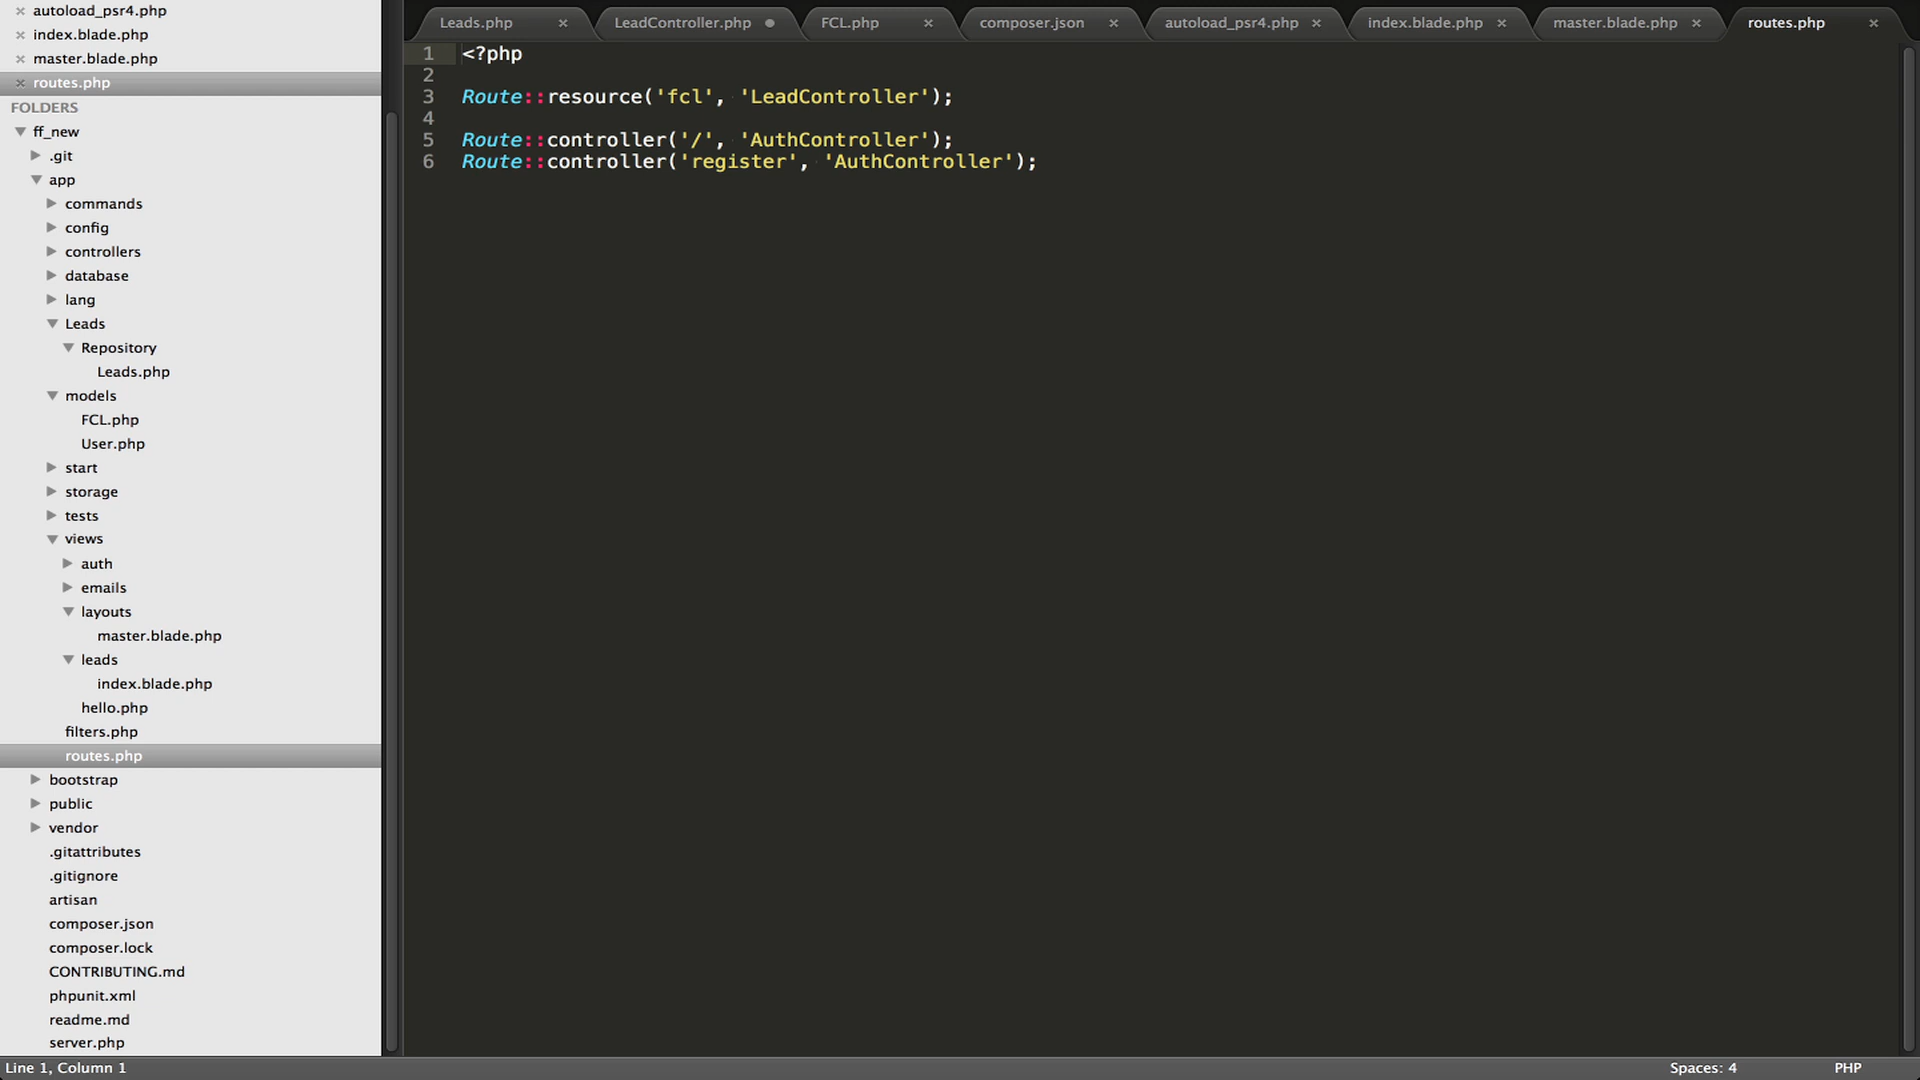 autoload_psr4.php
index.blade.php
master.blade.php
routes.php
FOLDERS
ff_new
.git
app
commands
config
controllers
database
lang
Leads
Repository
Leads.php
models
FCL.php
User.php
start
storage
tests
views
auth
emails
layouts
master.blade.php
leads
index.blade.php
hello.php
filters.php
routes.php
bootstrap
public
vendor
.gitattributes
.gitignore
artisan
composer.json
composer.lock
CONTRIBUTING.md
phpunit.xml
readme.md
server.php
Leads.php LeadController.php FCL.php composer.json autoload_psr4.php index.blade.php master.blade.php routes.php
1 <?php
2
3 Route::resource('fcl', 'LeadController');
4
5 Route::controller('/', 'AuthController');
6 Route::controller('register', 'AuthController');
Line 1, Column 1 Spaces: 4 PHP